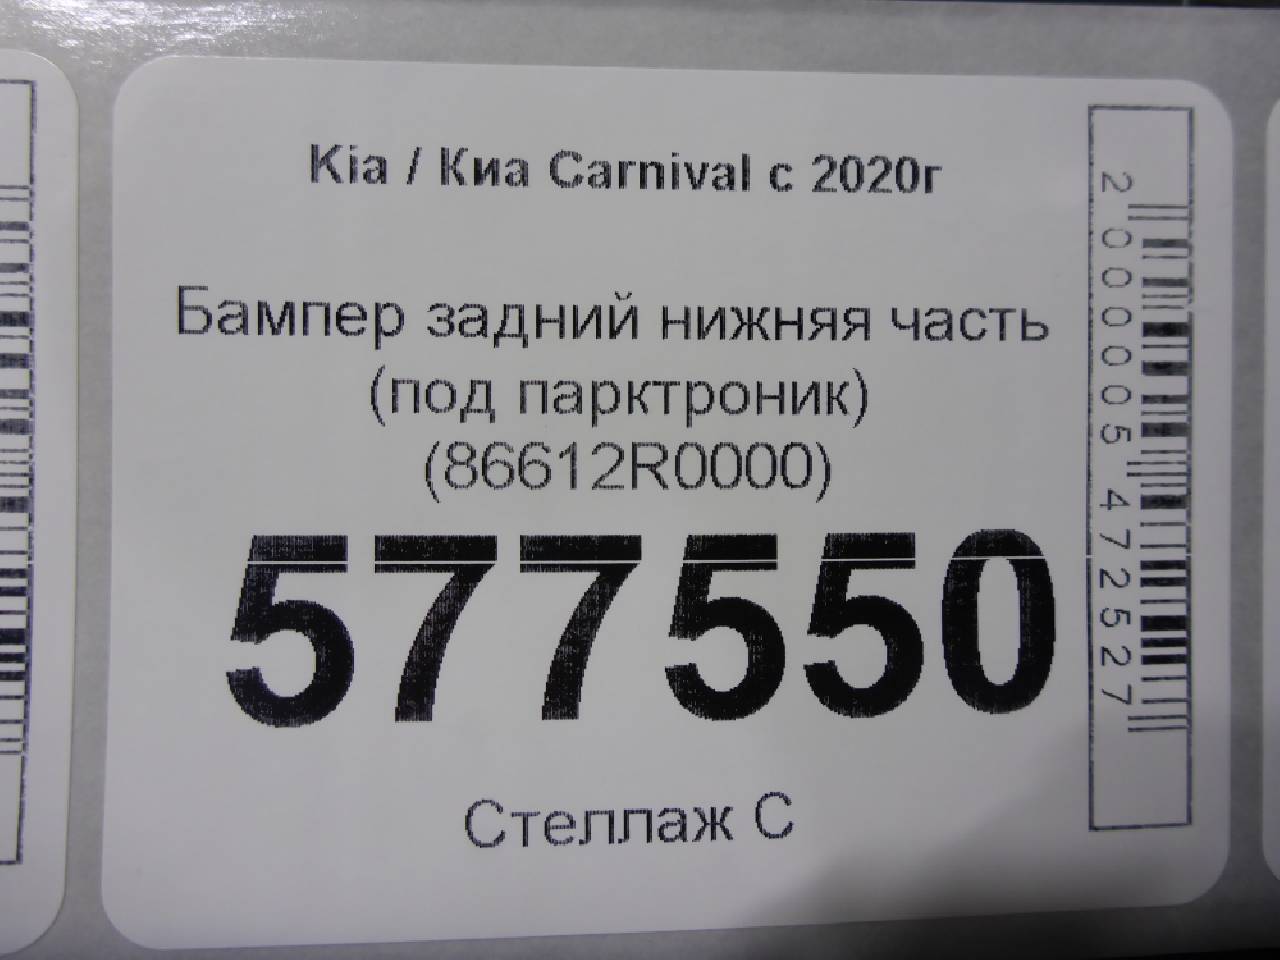 Kia / Киа Carnival с 2020г
Бампер задний нижняя часть
(под парктроник)
(86612R0000)
577550
Стеллаж С
2000005472527